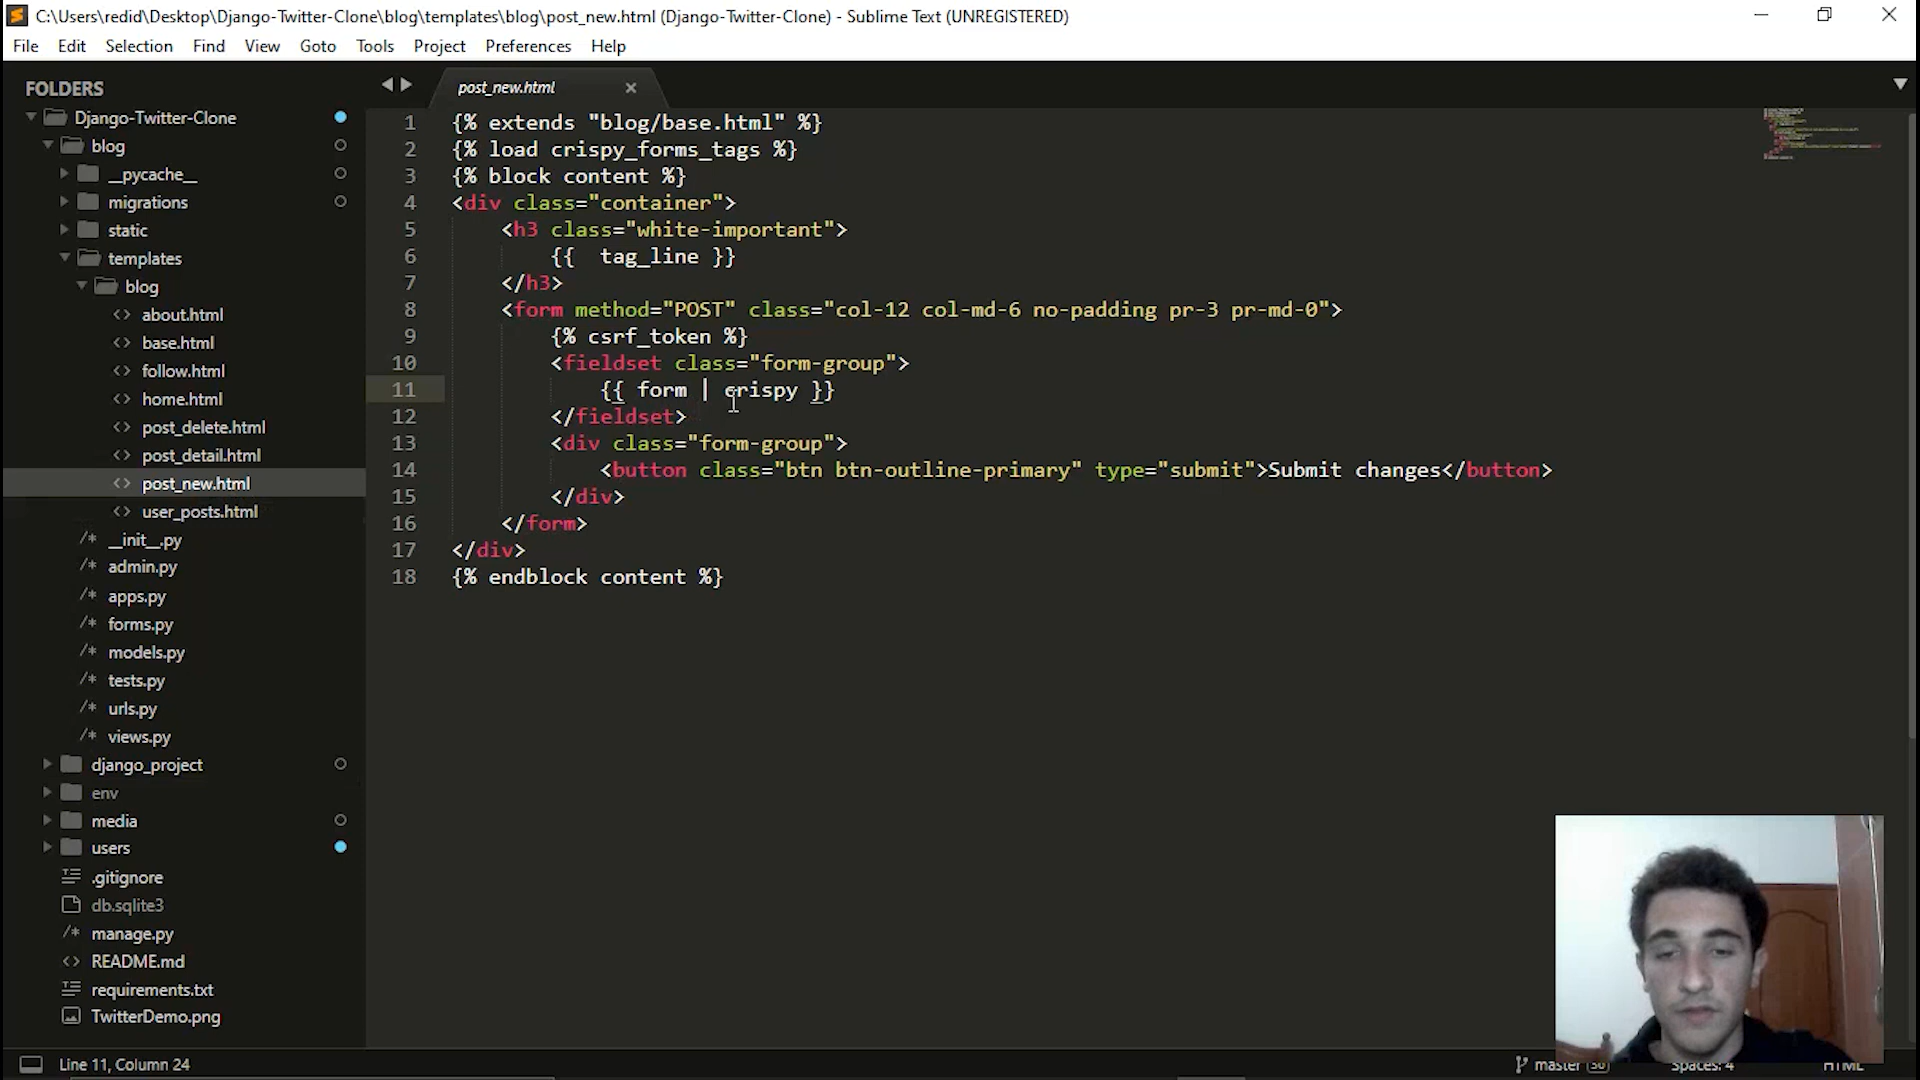 C:\Users\redid\Desktop\Django-Twitter-Clone\blog\templates\blog\post_new.html (Django-Twitter-Clone) - Sublime Text (UNREGISTERED)
File Edit Selection Find View Goto Tools Project Preferences Help
FOLDERS
Django-Twitter-Clone
blog
__pycache__
migrations
static
templates
blog
about.html
base.html
follow.html
home.html
post_delete.html
post_detail.html
post_new.html
user_posts.html
__init__.py
admin.py
apps.py
forms.py
models.py
tests.py
urls.py
views.py
django_project
env
media
users
.gitignore
db.sqlite3
manage.py
README.md
requirements.txt
TwitterDemo.png
post_new.html
1 {% extends "blog/base.html" %}
2 {% load crispy_forms_tags %}
3 {% block content %}
4 <div class="container">
5 <h3 class="white-important">
6 {{  tag_line }}
7 </h3>
8 <form method="POST" class="col-12 col-md-6 no-padding pr-3 pr-md-0">
9 {% csrf_token %}
10 <fieldset class="form-group">
11 {{ form | crispy }}
12 </fieldset>
13 <div class="form-group">
14 <button class="btn btn-outline-primary" type="submit">Submit changes</button>
15 </div>
16 </form>
17 </div>
18 {% endblock content %}
Line 11, Column 24
master 30 Spaces: 4 HTML